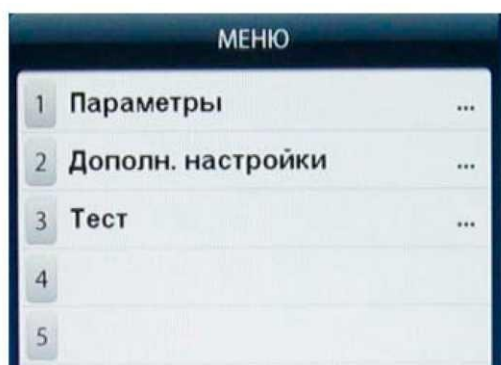 МЕНЮ
1 Параметры ...
2 Дополн. настройки ...
3 Тест ...
4
5